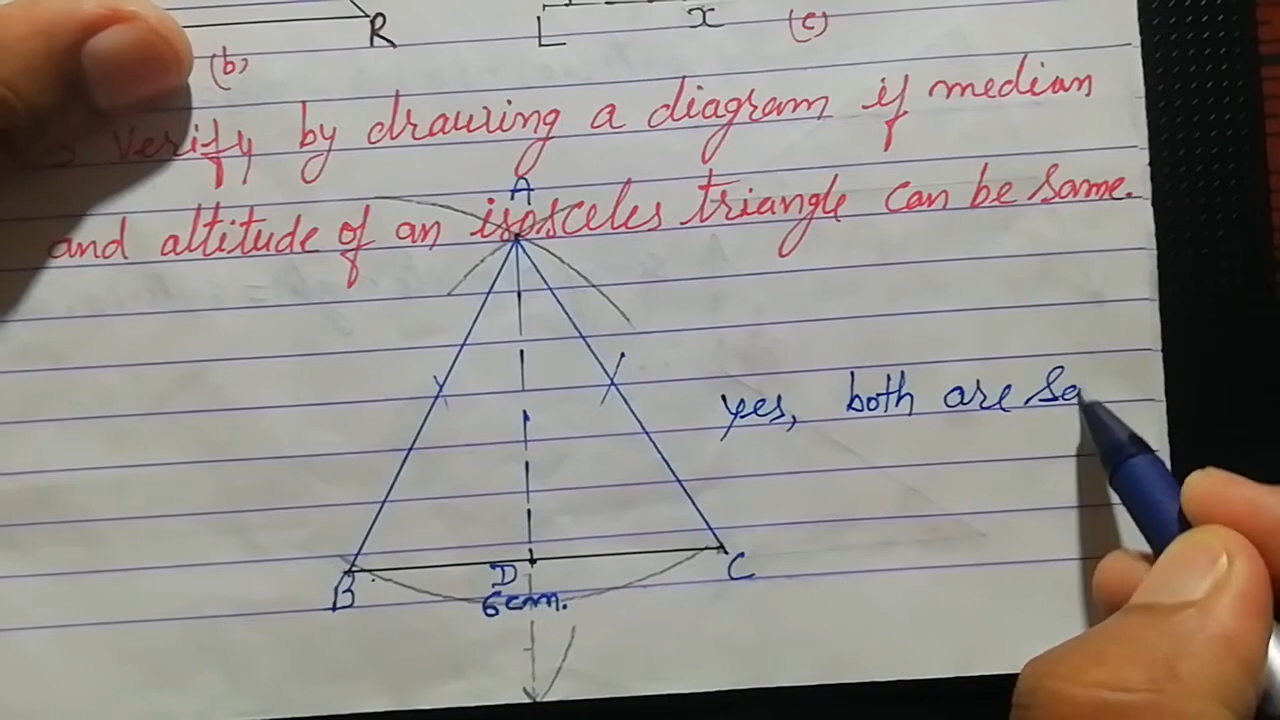 R
L
x
(b)
(c)
Verify by drawing a diagram if median
A
and altitude of an isosceles triangle can be same.
yes, both are Sa
D
C
B
6cm.